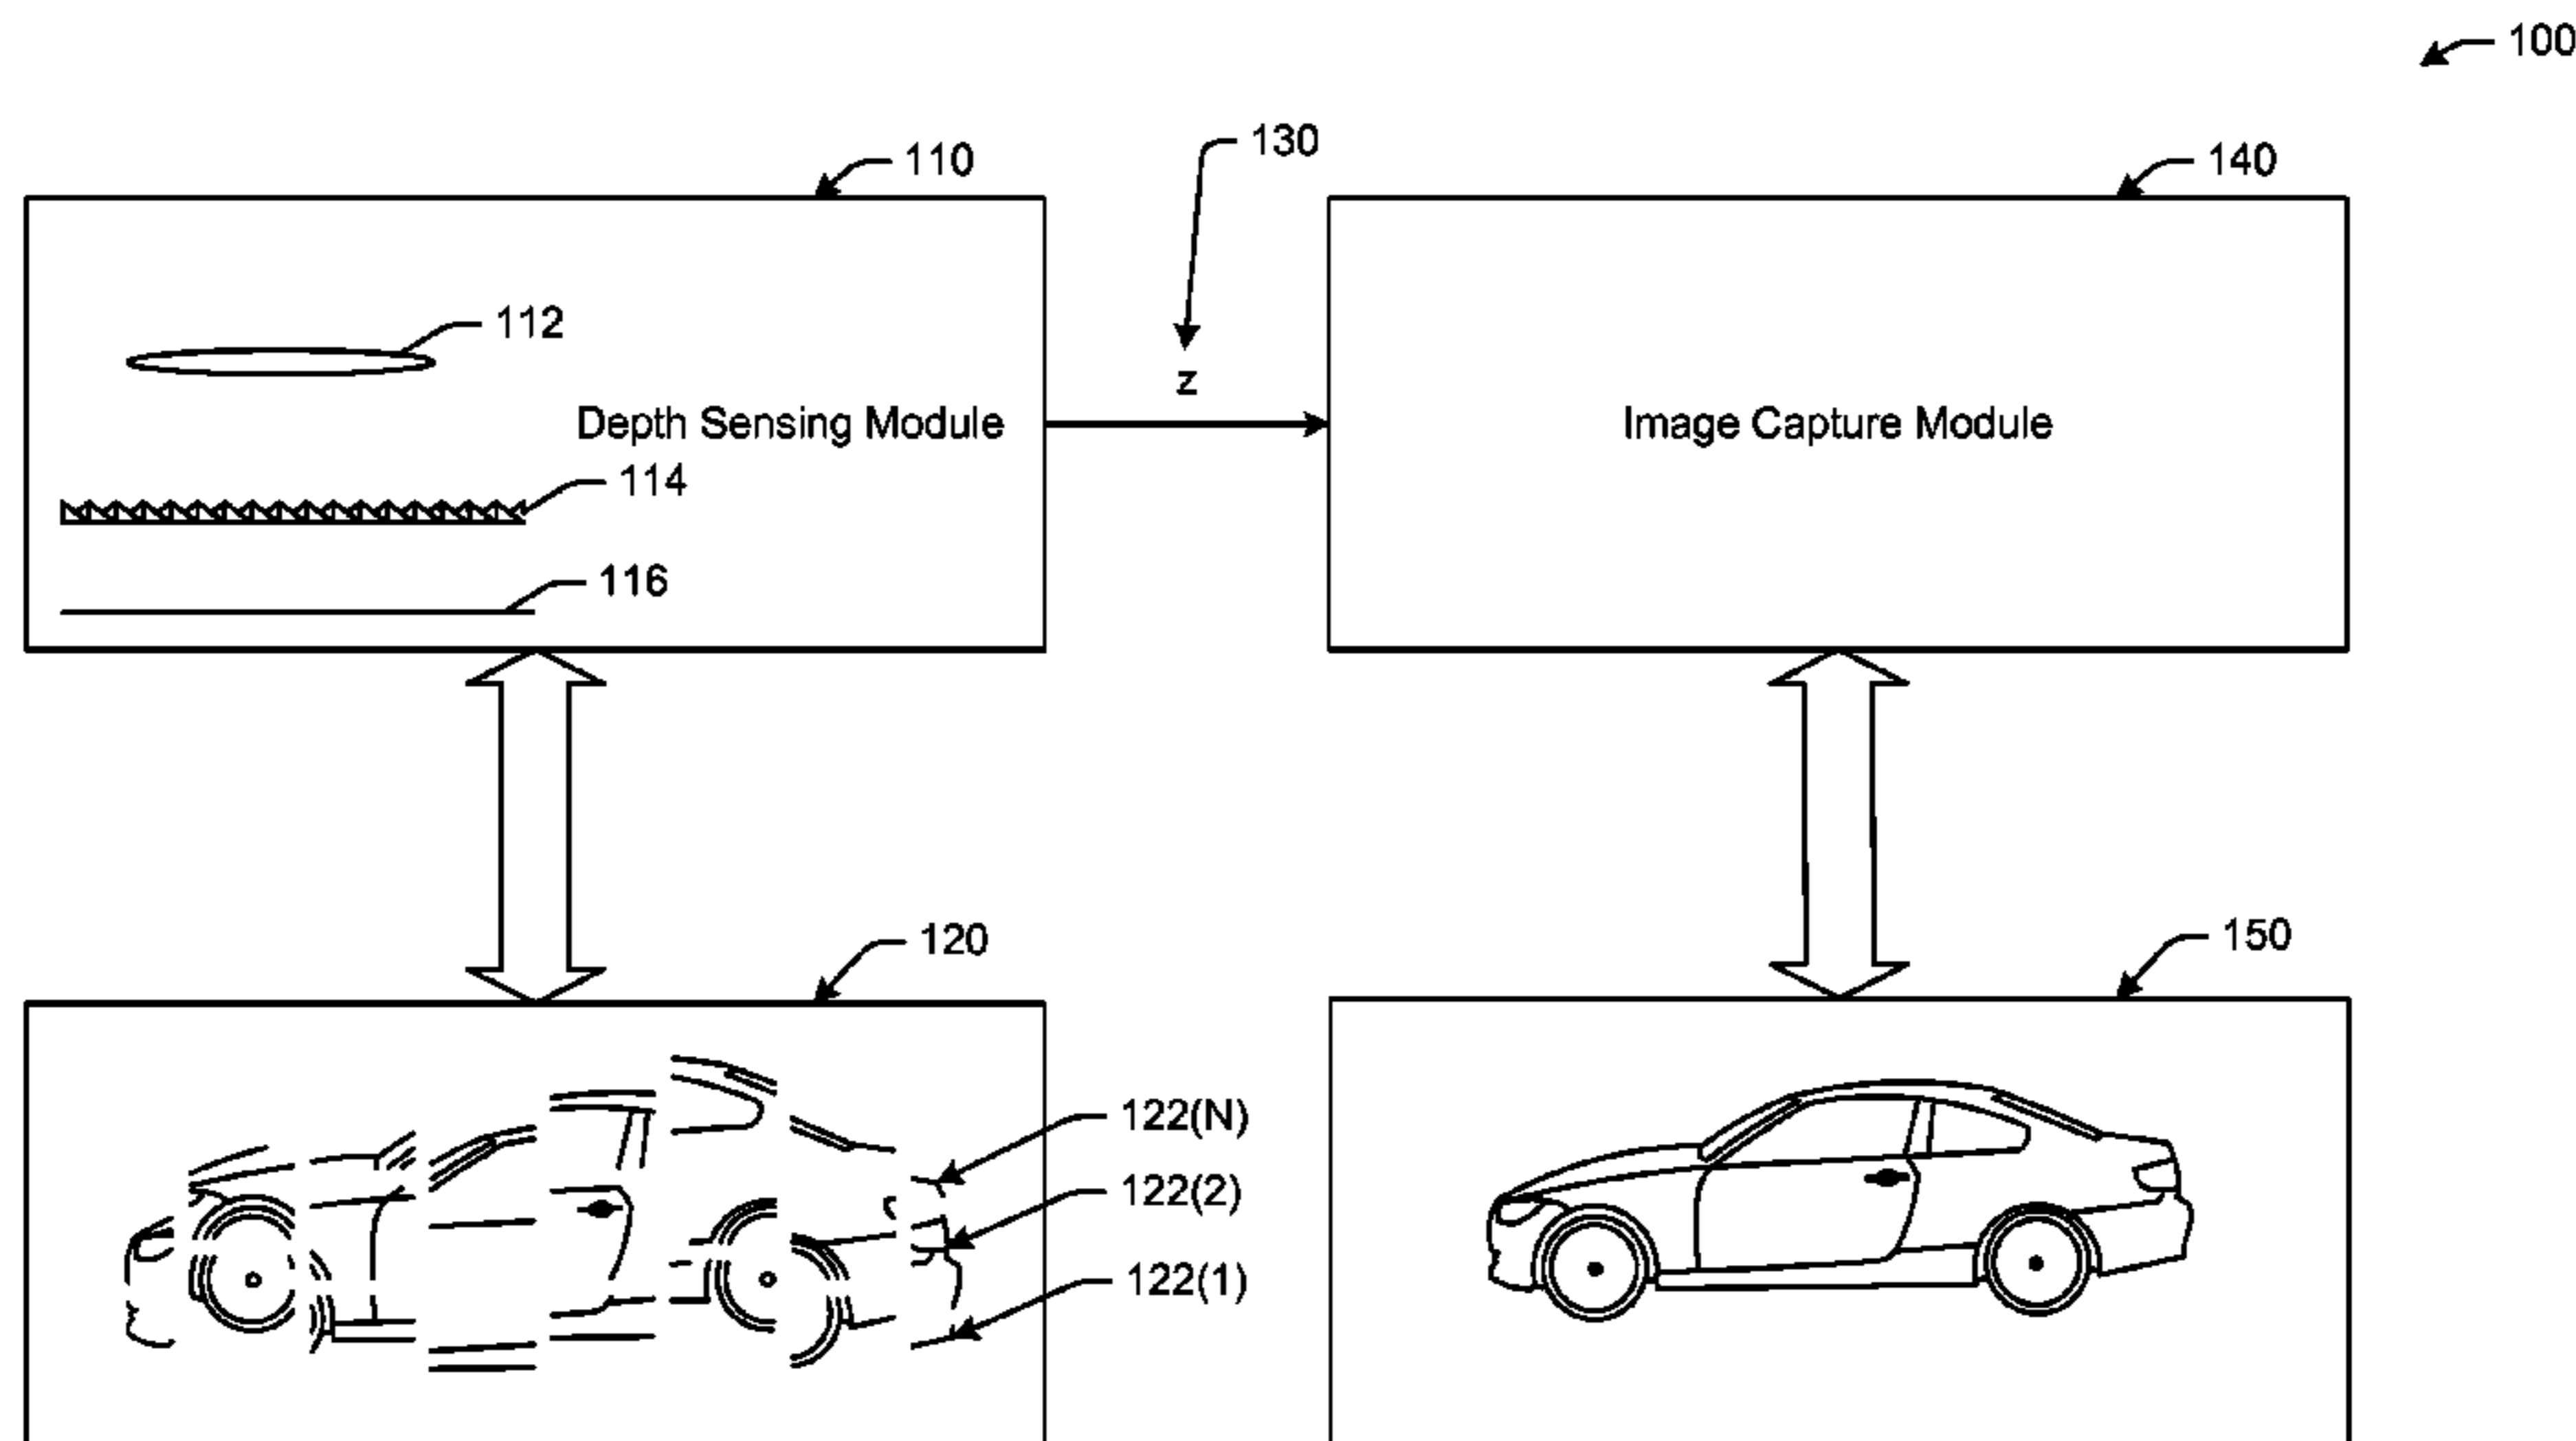 100
130
110
140
112
z
Depth Sensing Module
Image Capture Module
114
116
120
150
122(N)
122(2)
122(1)